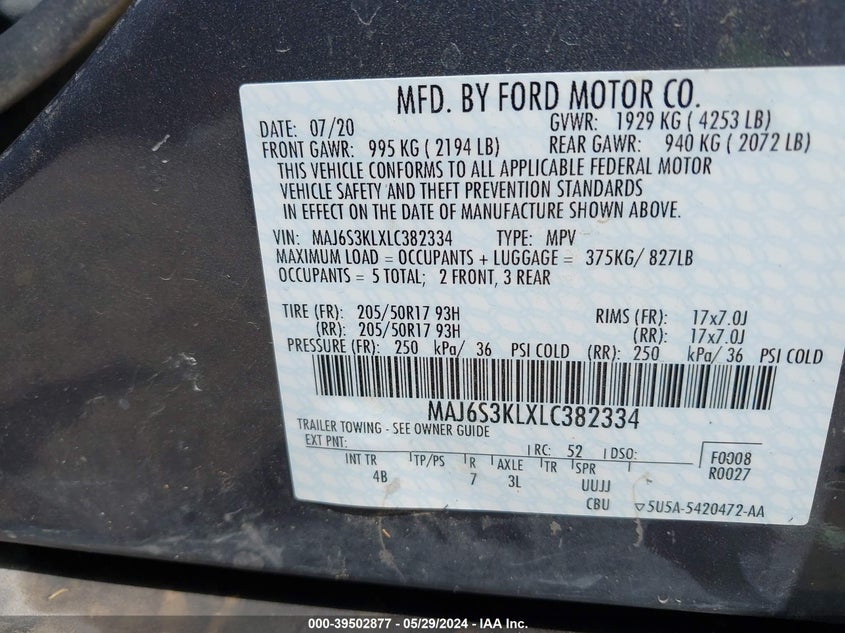 MFD. BY FORD MOTOR CO.
DATE: 07/20 GVWR: 1929 KG ( 4253 LB)
FRONT GAWR: 995 KG ( 2194 LB) REAR GAWR: 940 KG ( 2072 LB)
THIS VEHICLE CONFORMS TO ALL APPLICABLE FEDERAL MOTOR
VEHICLE SAFETY AND THEFT PREVENTION STANDARDS
IN EFFECT ON THE DATE OF MANUFACTURE SHOWN ABOVE.
VIN: MAJ6S3KLXLC382334 TYPE: MPV
MAXIMUM LOAD = OCCUPANTS + LUGGAGE = 375KG/ 827LB
OCCUPANTS = 5 TOTAL; 2 FRONT, 3 REAR
TIRE (FR): 205/50R17 93H RIMS (FR): 17x7.0J
(RR): 205/50R17 93H (RR): 17x7.0J
PRESSURE (FR): 250 kPa/ 36 PSI COLD (RR): 250 kPa/ 36 PSI COLD
MAJ6S3KLXLC382334
TRAILER TOWING - SEE OWNER GUIDE
EXT PNT: RC: 52 DSO: F0008
R0027
INT TR TP/PS R AXLE TR SPR
4B 7 3L UUJJ
CBU ▽5U5A-5420472-AA
000-39502877 - 05/29/2024 - IAA Inc.